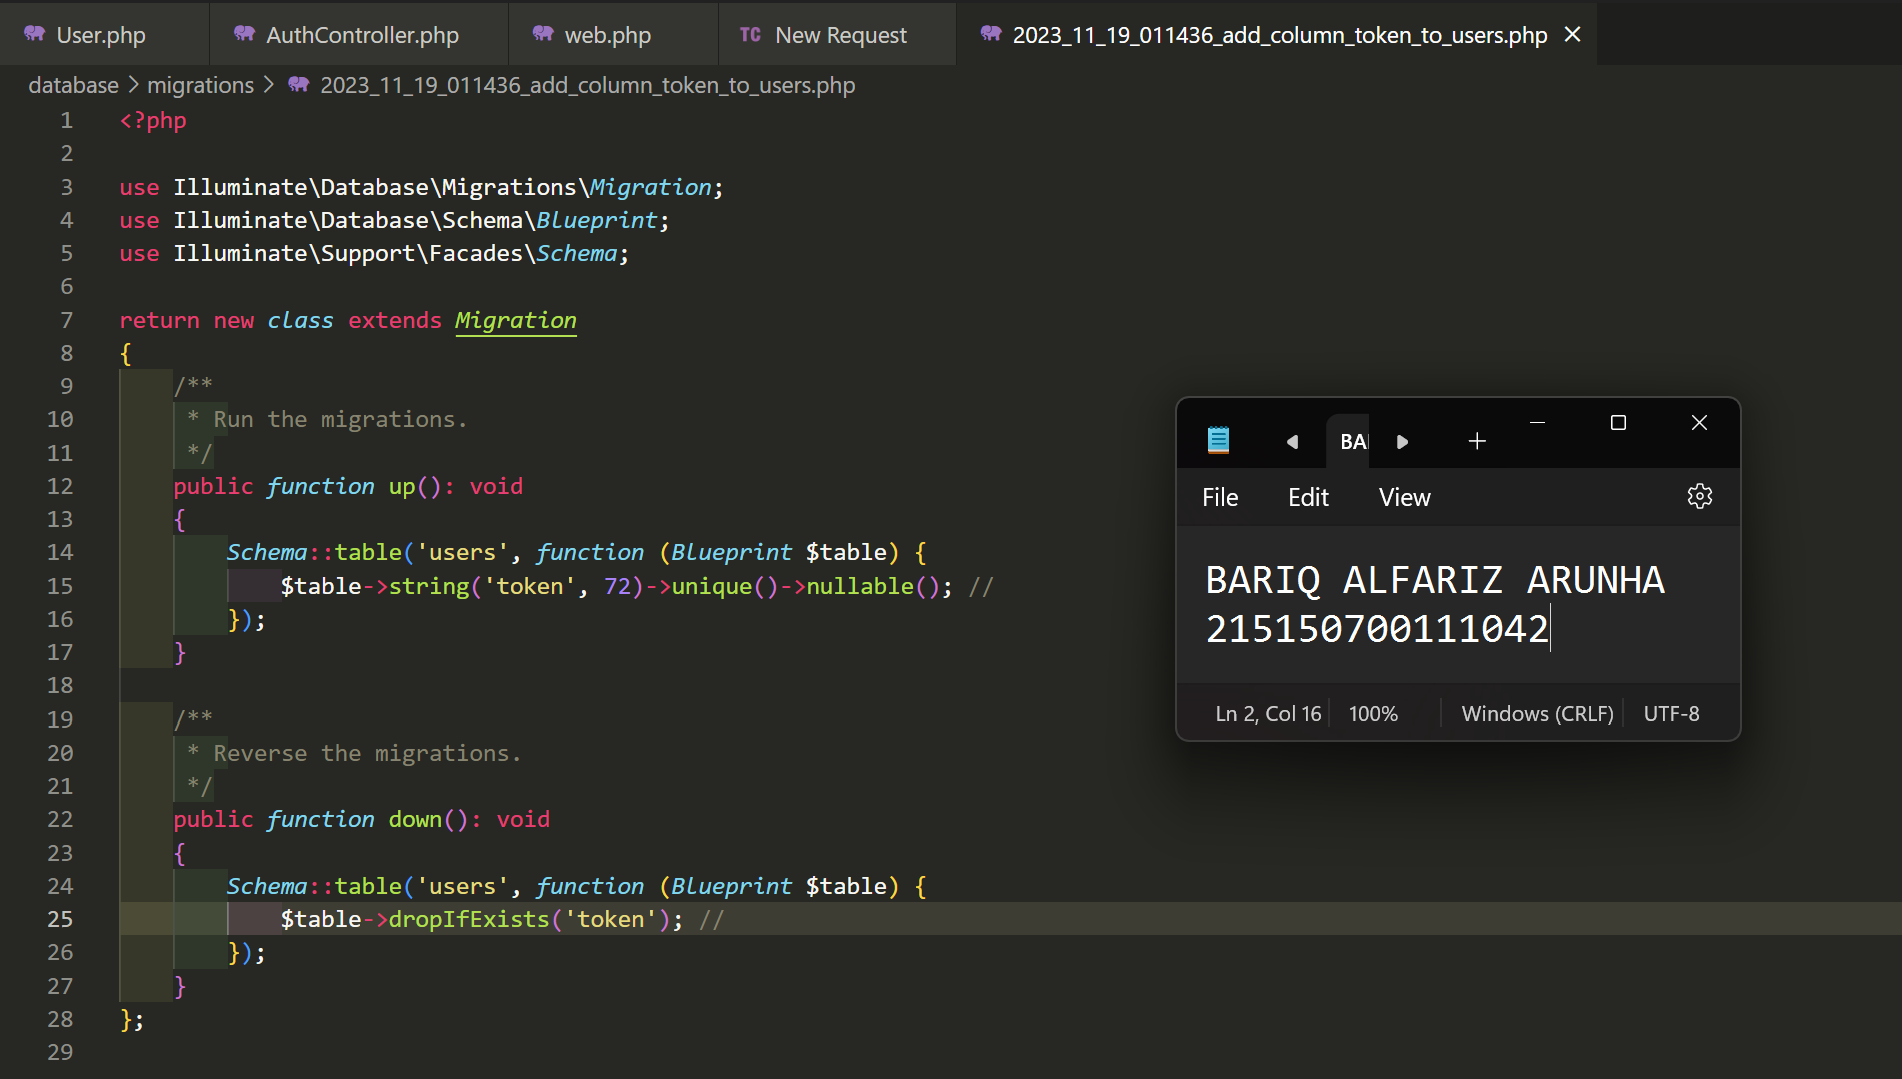 User.php
AuthController.php
web.php
TC New Request
2023_11_19_011436_add_column_token_to_users.php
database > migrations > 2023_11_19_011436_add_column_token_to_users.php
1 <?php
2
3 use Illuminate\Database\Migrations\Migration;
4 use Illuminate\Database\Schema\Blueprint;
5 use Illuminate\Support\Facades\Schema;
6
7 return new class extends Migration
8 {
9 /**
10 * Run the migrations.
11 */
12 public function up(): void
13 {
14 Schema::table('users', function (Blueprint $table) {
15 $table->string('token', 72)->unique()->nullable(); //
16 });
17 }
18
19 /**
20 * Reverse the migrations.
21 */
22 public function down(): void
23 {
24 Schema::table('users', function (Blueprint $table) {
25 $table->dropIfExists('token'); //
26 });
27 }
28 };
29
BA
File Edit View
BARIQ ALFARIZ ARUNHA
215150700111042
Ln 2, Col 16 100% Windows (CRLF) UTF-8